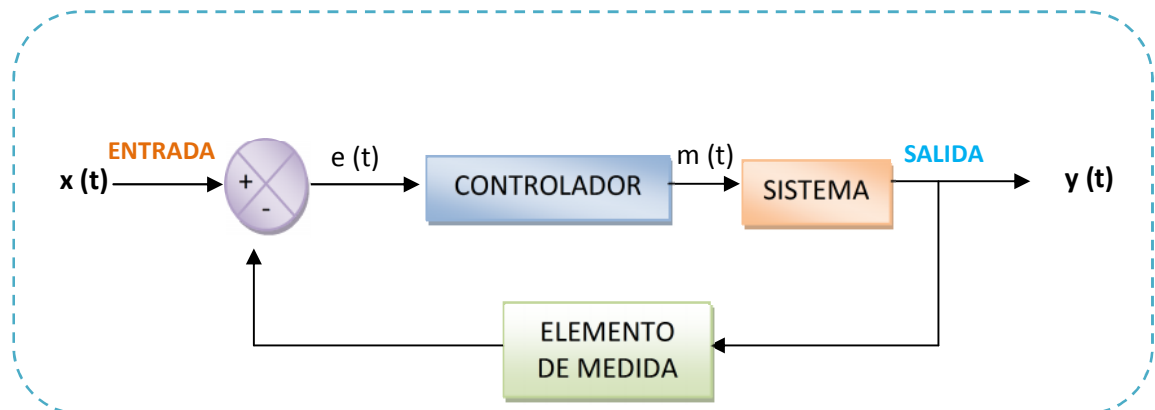 ENTRADA
x (t)
+
-
e (t)
CONTROLADOR
m (t)
SISTEMA
SALIDA
y (t)
ELEMENTO
DE MEDIDA